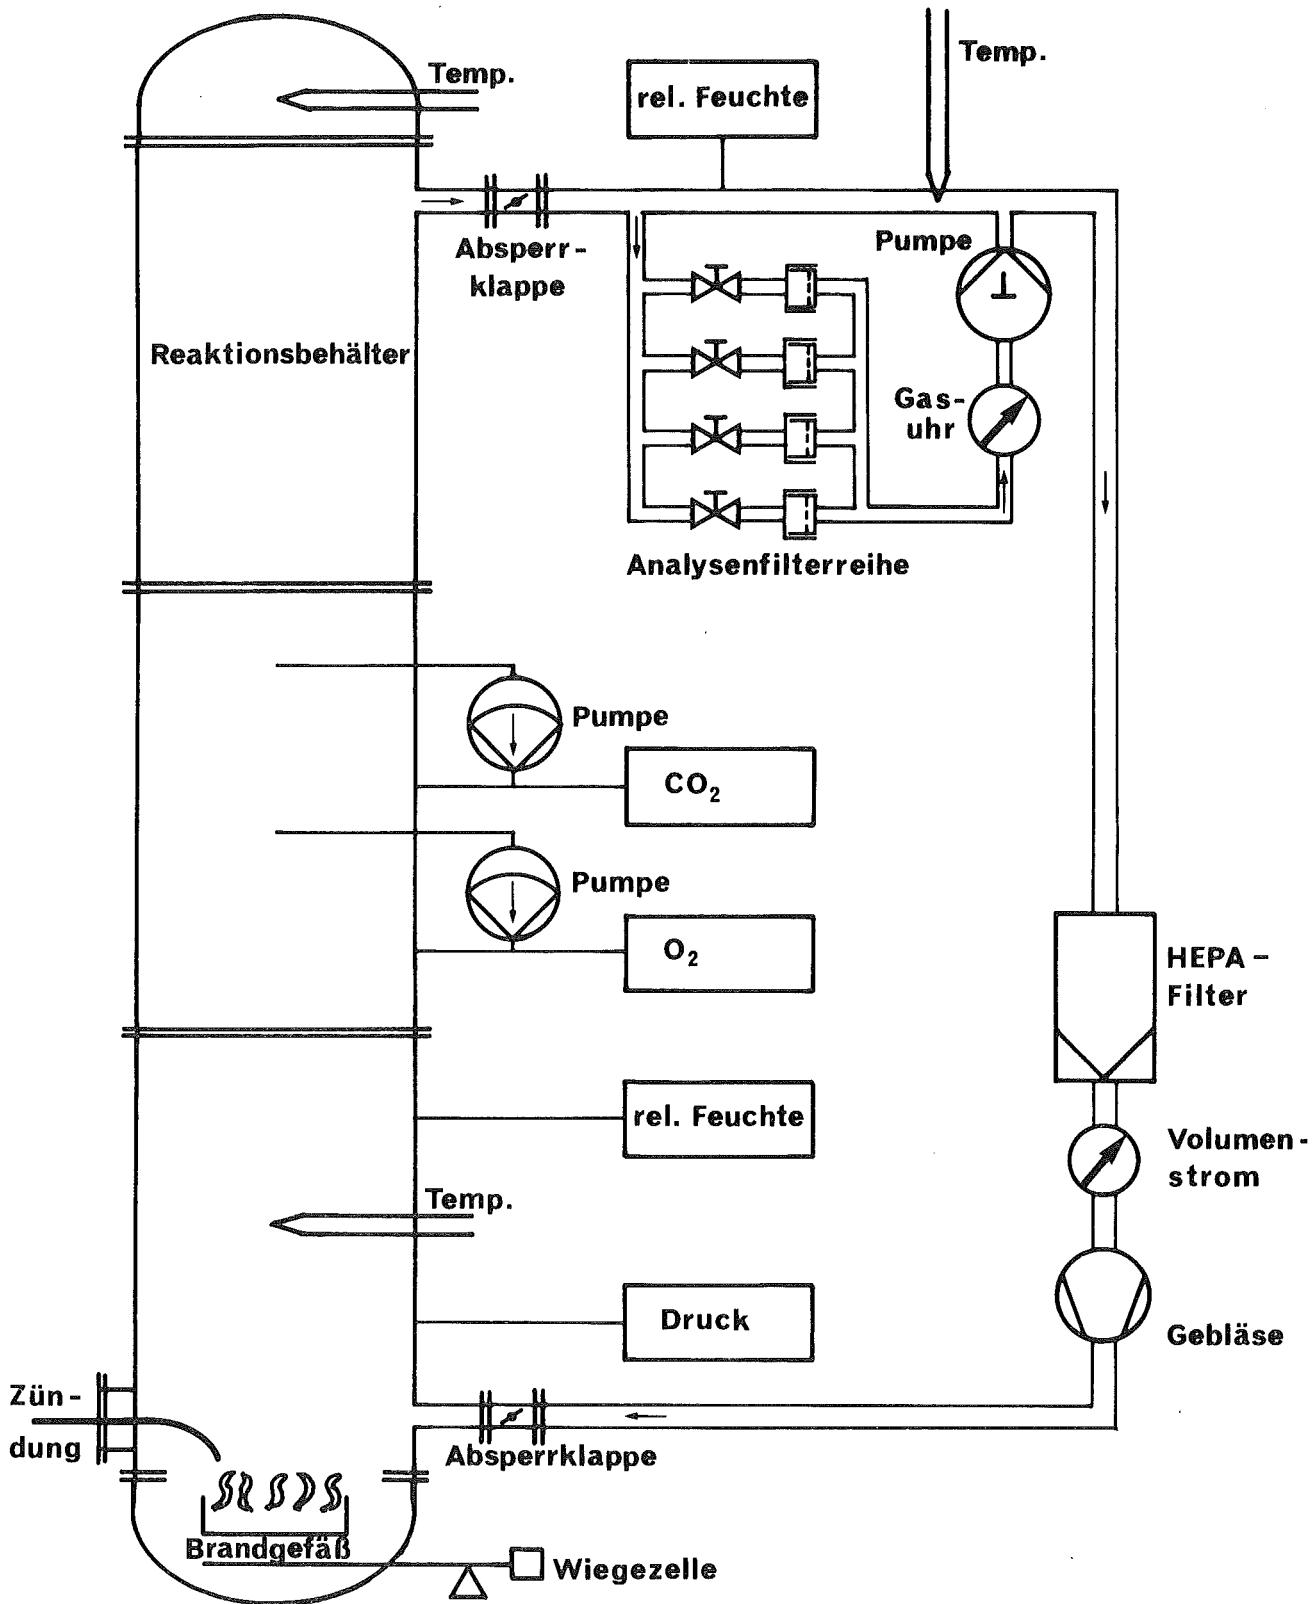 Temp.
Temp.
rel. Feuchte
Absperr-
klappe
Pumpe
Reaktionsbehälter
Gas-
uhr
Analysenfilterreihe
Pumpe
CO₂
Pumpe
O₂
HEPA-
Filter
rel. Feuchte
Volumen-
strom
Temp.
Druck
Gebläse
Zün-
dung
Absperrklappe
Brandgefäß
Wiegezelle